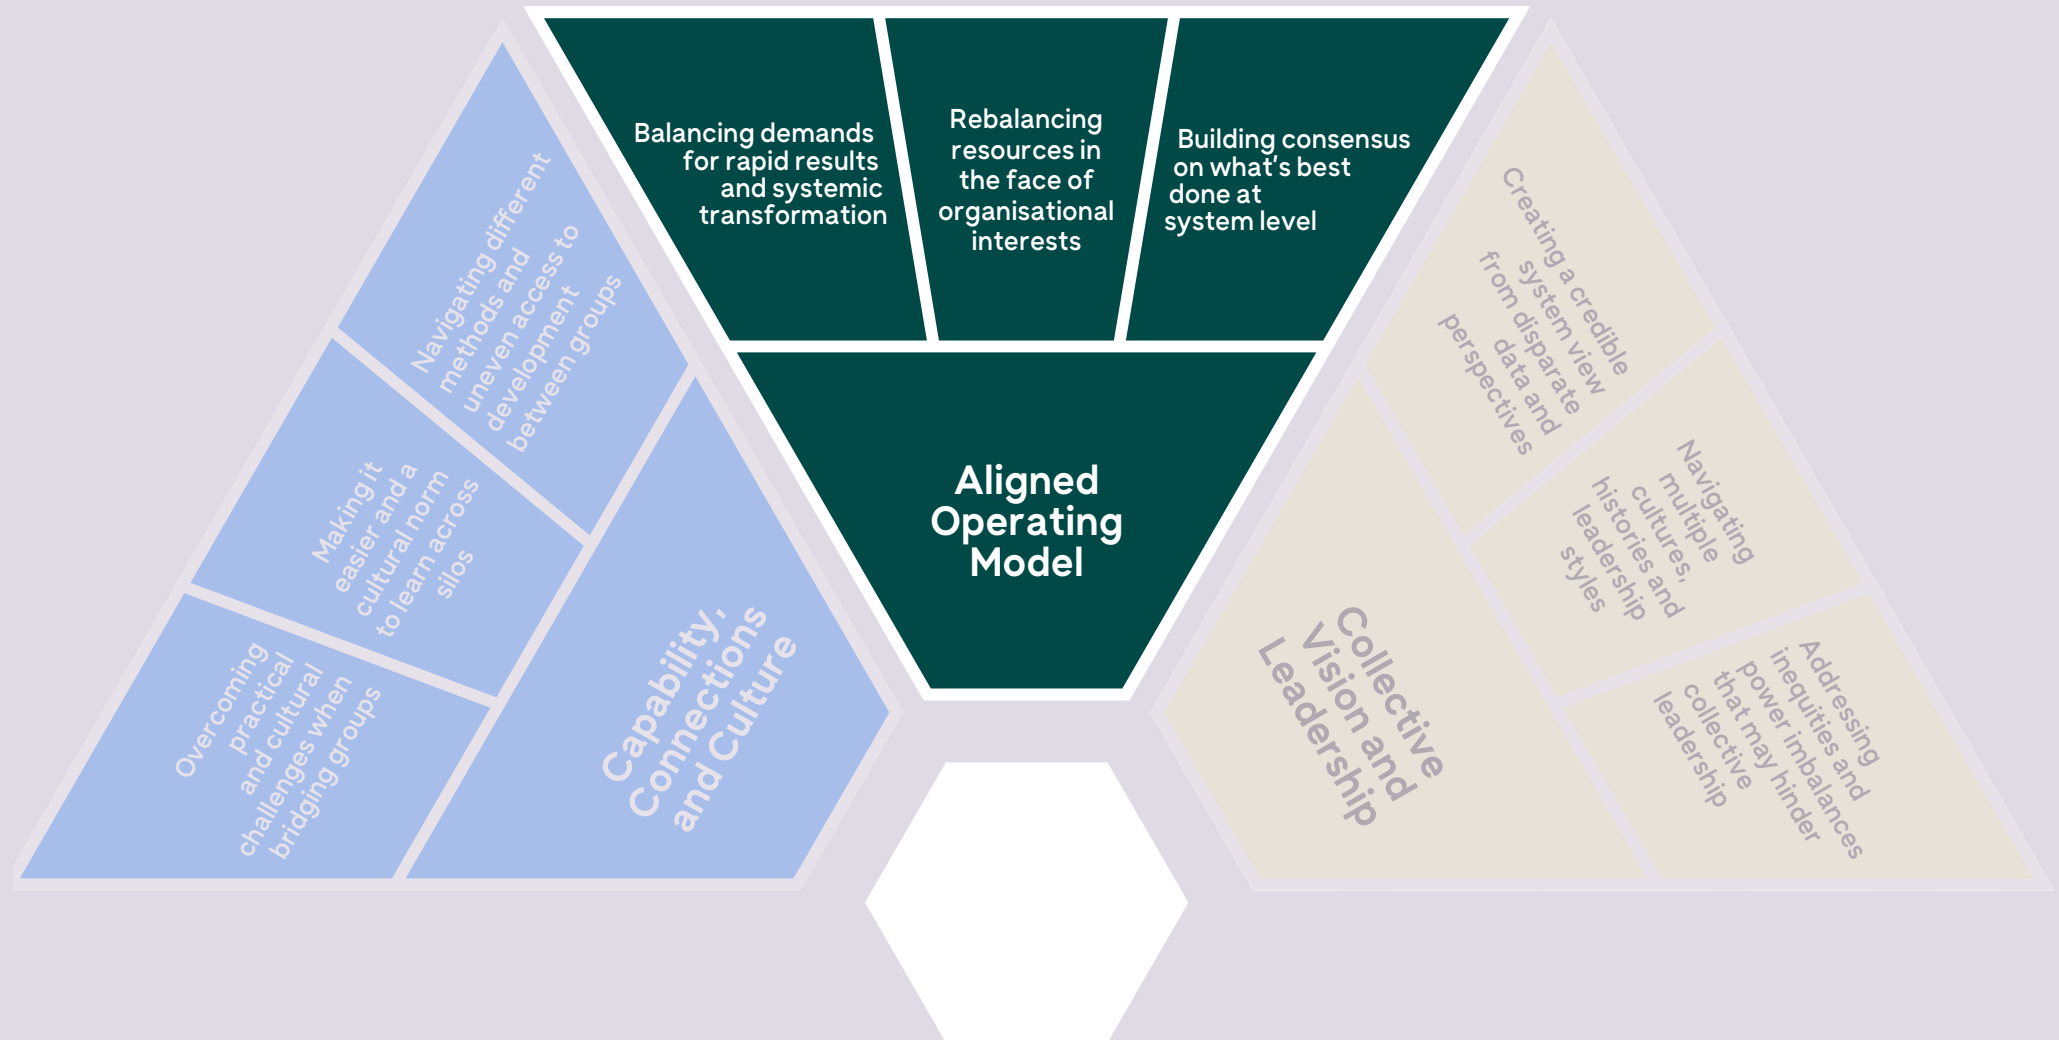 Balancing demands
for rapid results
and systemic
transformation
Rebalancing
resources in
the face of
organisational
interests
Building consensus
on what's best
done at
system level
Aligned
Operating
Model
Navigating different
methods and
uneven access to
development
between groups
Making it
easier and a
cultural norm
to learn across
silos
Overcoming
practical
and cultural
challenges when
bridging groups
Capability,
Connections
and Culture
Creating a credible
system view
from disparate
data and
perspectives
Navigating
multiple
cultures,
histories and
leadership
styles
Addressing
inequities and
power imbalances
that may hinder
collective
leadership
Collective
Vision and
Leadership